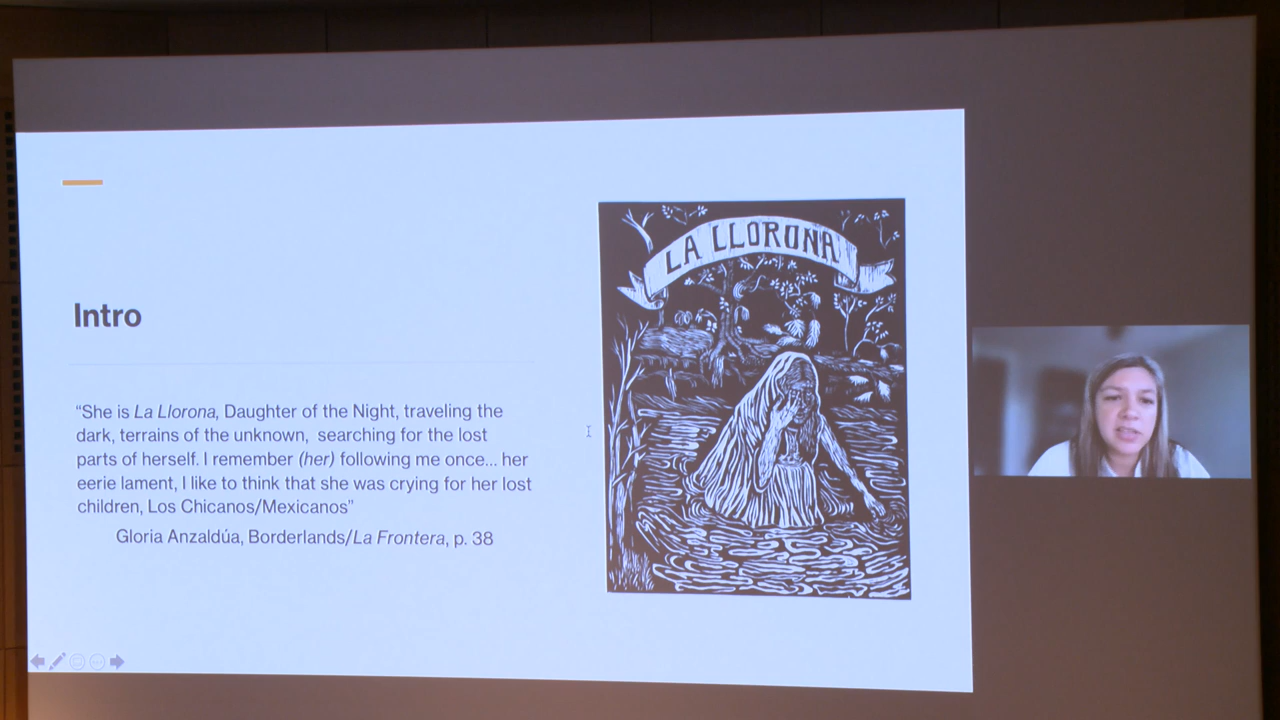 Intro
“She is La Llorona, Daughter of the Night, traveling the
dark, terrains of the unknown, searching for the lost
parts of herself. I remember (her) following me once... her
eerie lament, I like to think that she was crying for her lost
children, Los Chicanos/Mexicanos”
Gloria Anzaldúa, Borderlands/La Frontera, p. 38
LA LLORONA